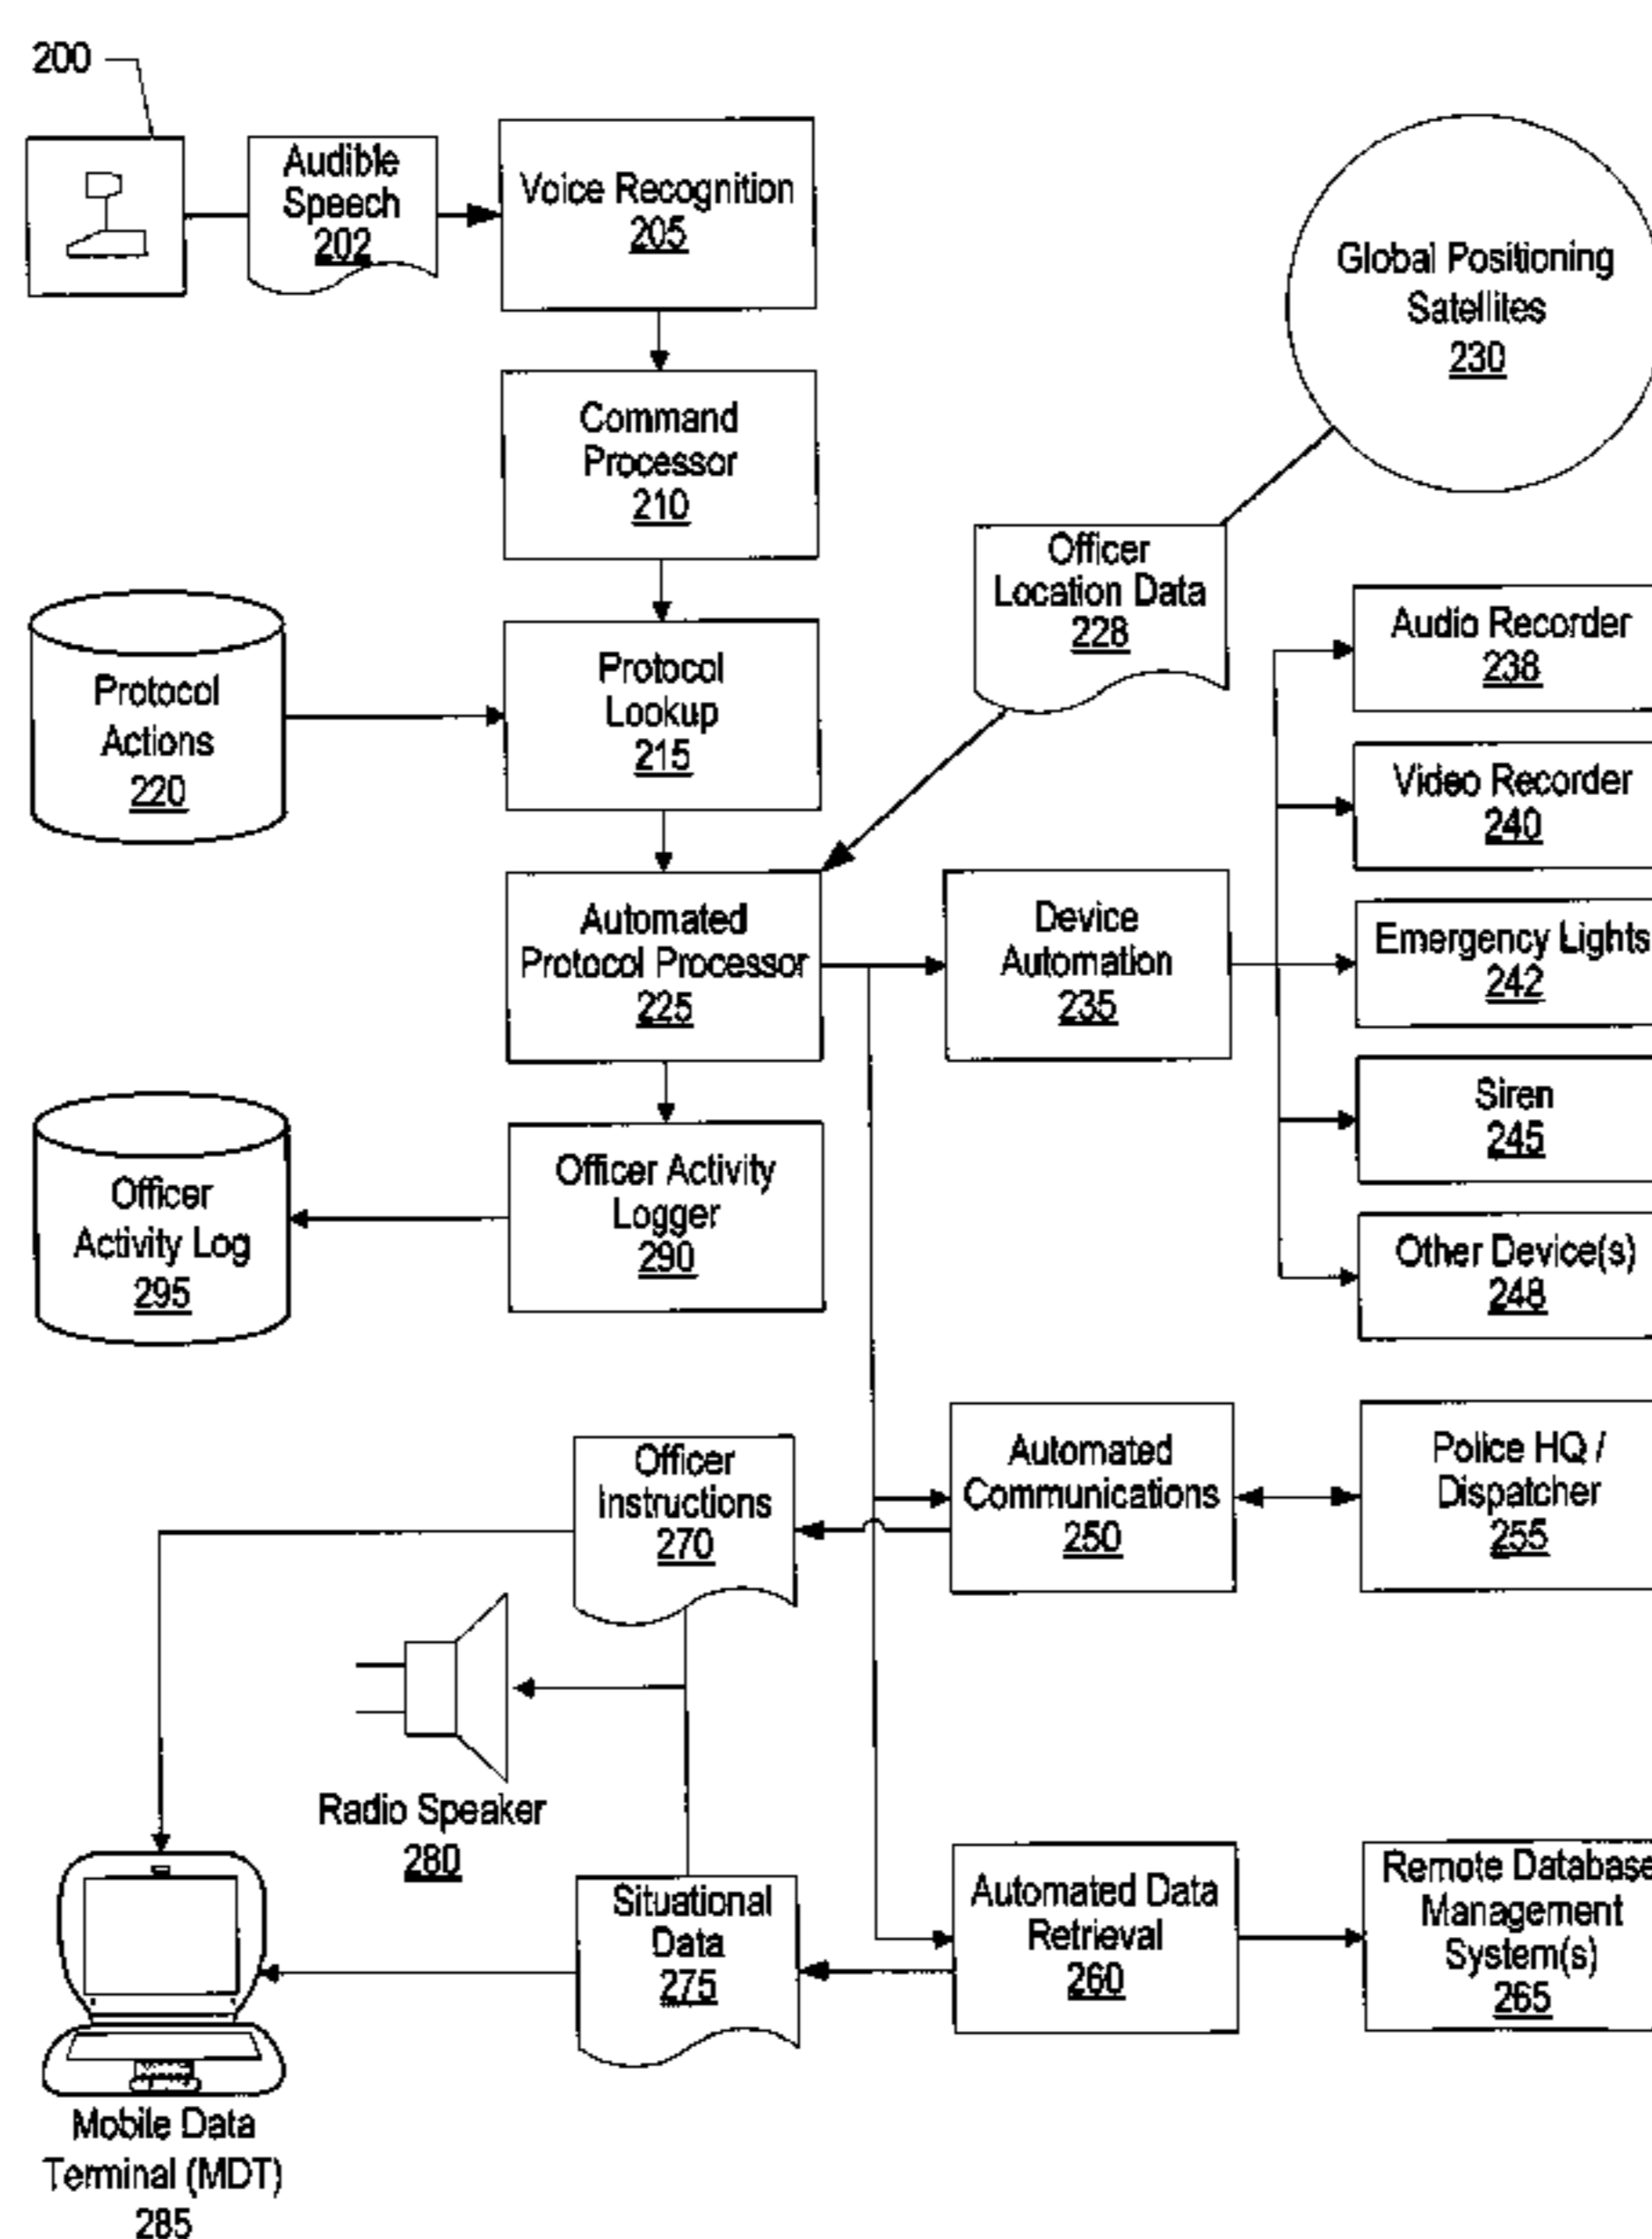 200
Audible
Speech
202
Voice Recognition
205
Global Positioning
Satellites
230
Command
Processor
210
Officer
Location Data
228
Protocol
Actions
220
Protocol
Lookup
215
Audio Recorder
238
Video Recorder
240
Automated
Protocol Processor
225
Device
Automation
235
Emergency Lights
242
Siren
245
Officer
Activity Log
295
Officer Activity
Logger
290
Other Device(s)
248
Officer
Instructions
270
Automated
Communications
250
Police HQ /
Dispatcher
255
Radio Speaker
280
Situational
Data
275
Automated Data
Retrieval
260
Remote Database
Management
System(s)
265
Mobile Data
Terminal (MDT)
285